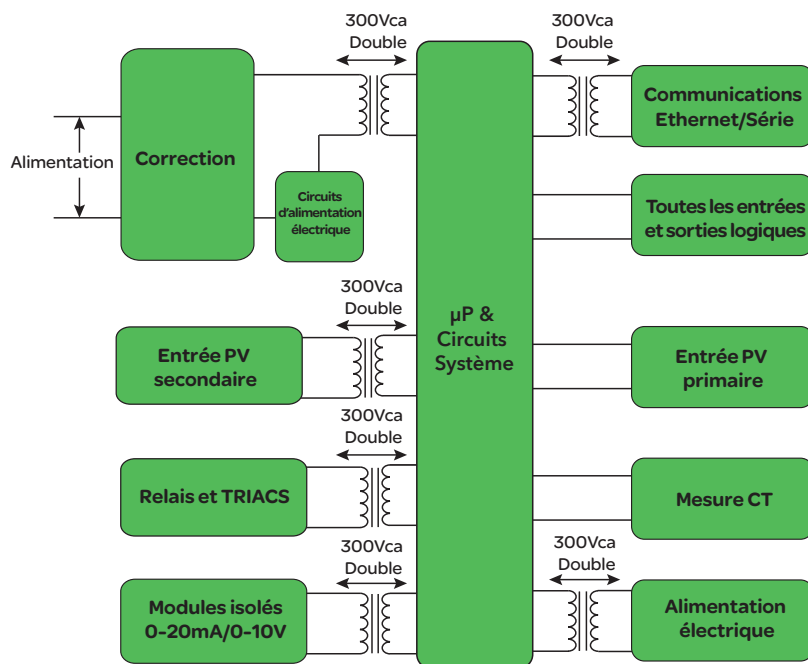 300Vca
Double
300Vca
Double
Communications
Ethernet/Série
Alimentation
Correction
Circuits
d'alimentation
électrique
Toutes les entrées
et sorties logiques
300Vca
Double
µP &
Circuits
Système
Entrée PV
secondaire
Entrée PV
primaire
300Vca
Double
Relais et TRIACS
Mesure CT
300Vca
Double
300Vca
Double
Modules isolés
0-20mA/0-10V
Alimentation
électrique